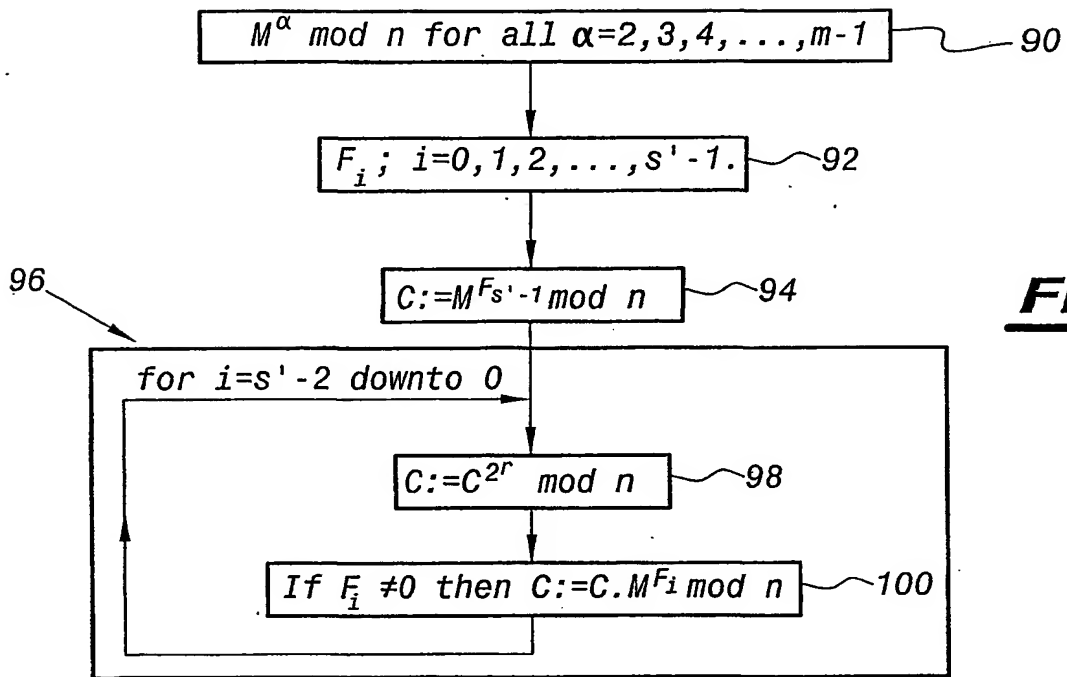 M^α mod n for all α=2,3,4,...,m-1
90
F_i; i=0,1,2,...,s'-1.
92
96
C:=M^{F_{s'-1}} mod n
94
for i=s'-2 downto 0
C:=C^{2^r} mod n
98
If F_i ≠0 then C:=C.M^{F_i} mod n
100